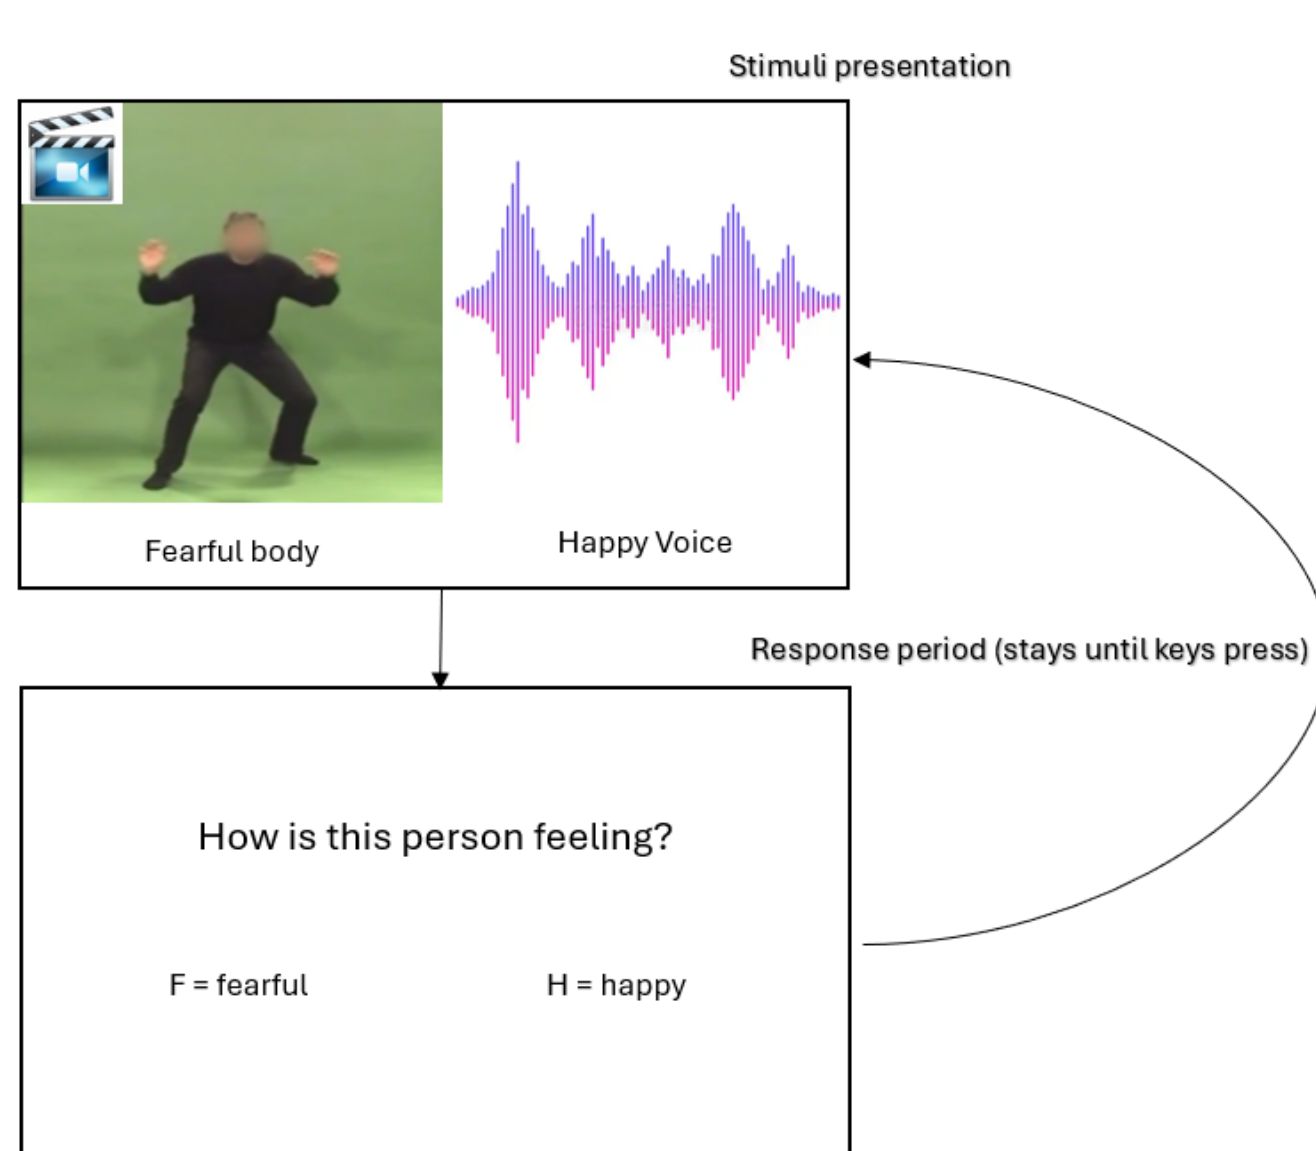 Stimuli presentation
Fearful body
Happy Voice
Response period (stays until keys press)
How is this person feeling?
F = fearful
H = happy